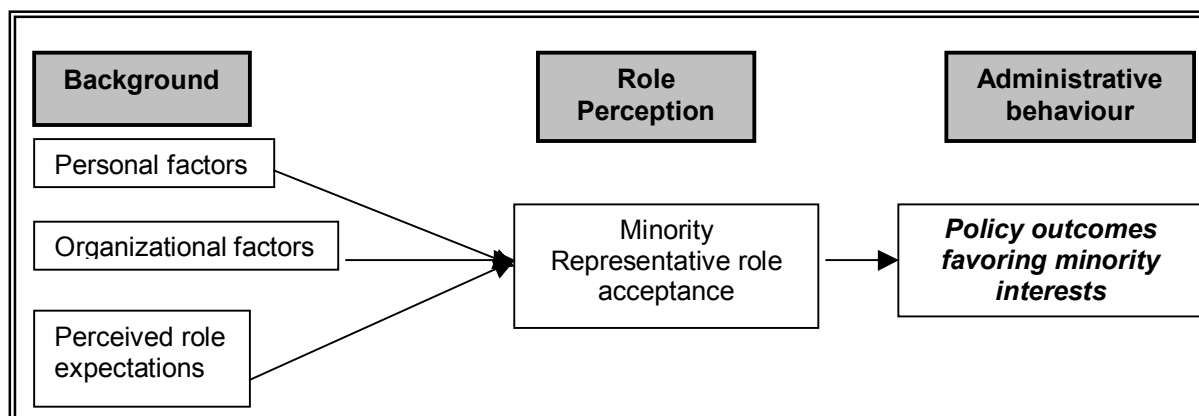 Background
Role
Perception
Administrative
behaviour
Personal factors
Organizational factors
Perceived role
expectations
Minority
Representative role
acceptance
Policy outcomes
favoring minority
interests